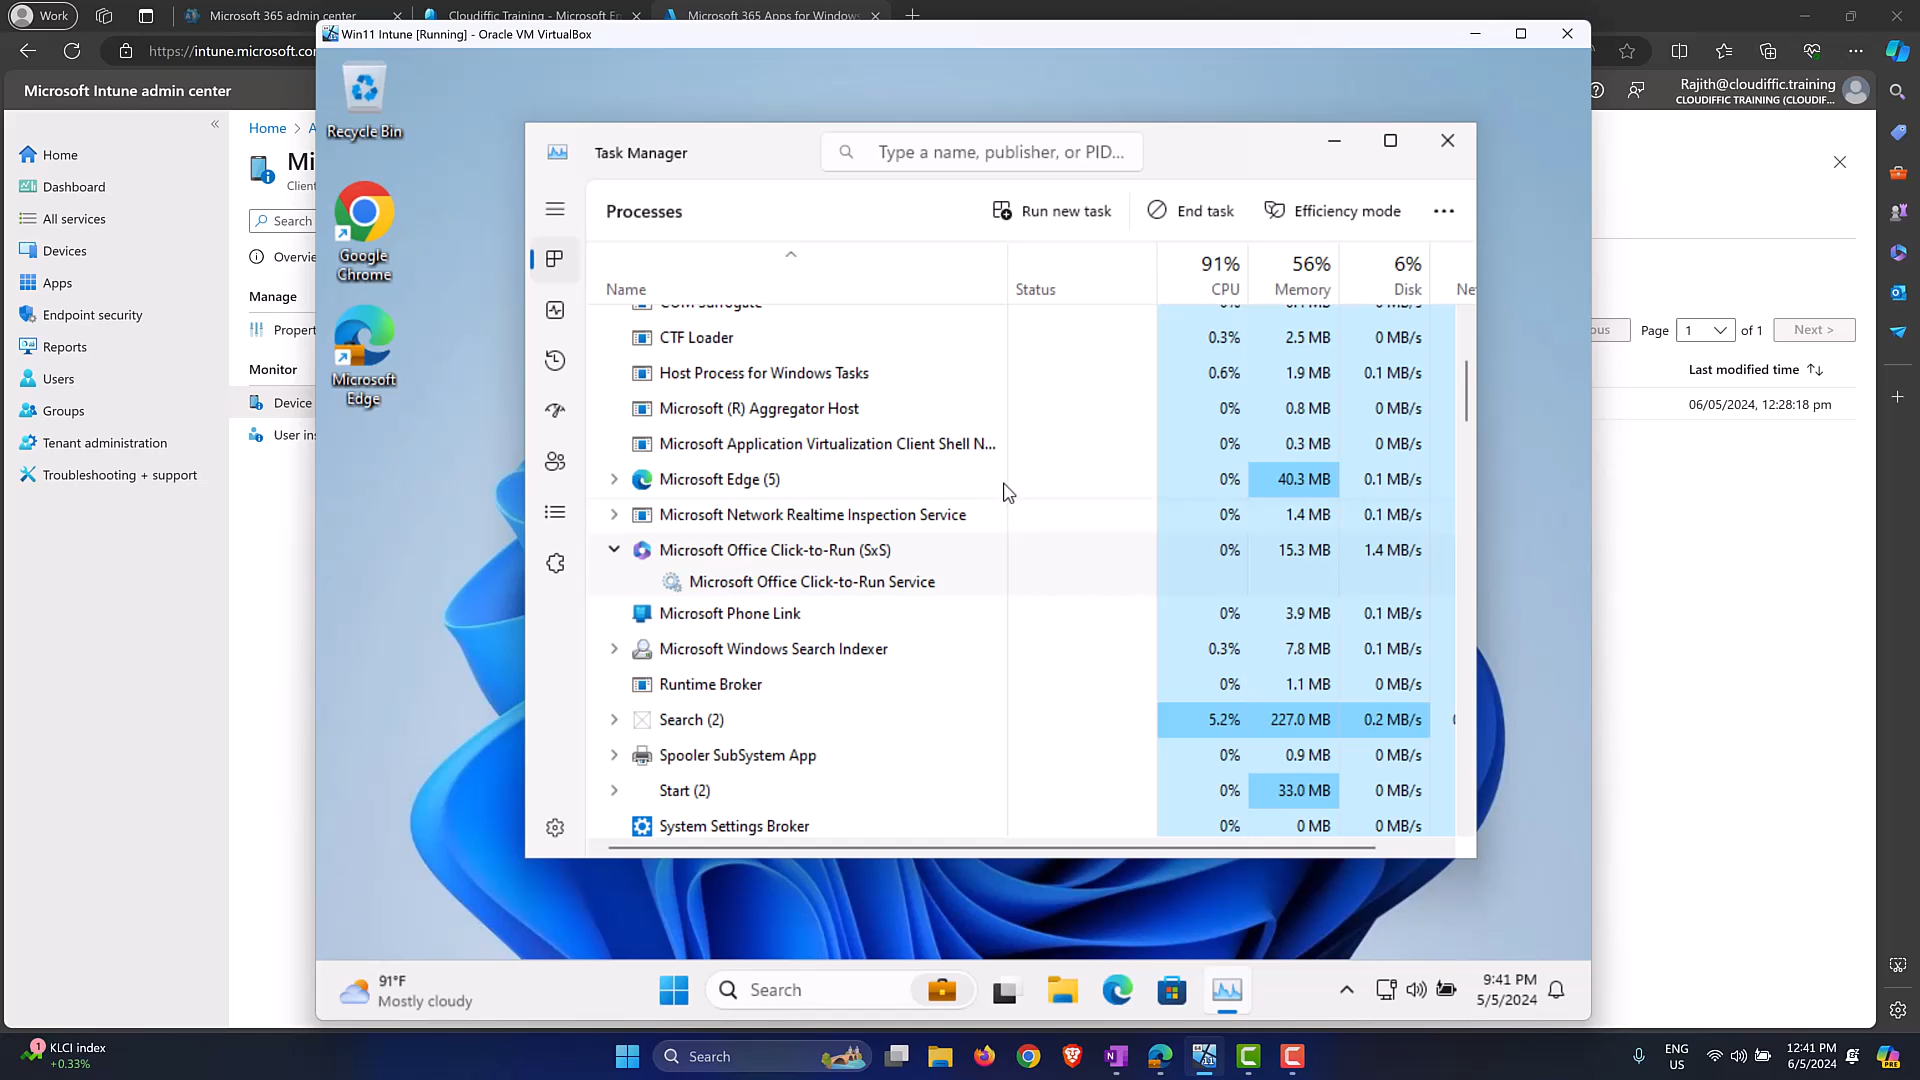 Work
Microsoft 365 admin center
Cloudiffic Training - Microsoft En
Microsoft 365 Apps for Windows
https://intune.microsoft.co
Win11 Intune [Running] - Oracle VM VirtualBox
Microsoft Intune admin center
Rajith@cloudiffic.training
CLOUDIFFIC TRAINING (CLOUDIF...
Home
Dashboard
All services
Devices
Apps
Endpoint security
Reports
Users
Groups
Tenant administration
Troubleshooting + support
Home > A
Mi
Client
Search
Overvie
Manage
Propert
Monitor
Device
User ins
Recycle Bin
Google
Chrome
Microsoft
Edge
Task Manager
Type a name, publisher, or PID...
Processes
Run new task
End task
Efficiency mode
91% 56% 6%
Name Status CPU Memory Disk Ne
COM Surrogate
CTF Loader 0.3% 2.5 MB 0 MB/s
Host Process for Windows Tasks 0.6% 1.9 MB 0.1 MB/s
Microsoft (R) Aggregator Host 0% 0.8 MB 0 MB/s
Microsoft Application Virtualization Client Shell N... 0% 0.3 MB 0 MB/s
Microsoft Edge (5) 0% 40.3 MB 0.1 MB/s
Microsoft Network Realtime Inspection Service 0% 1.4 MB 0.1 MB/s
Microsoft Office Click-to-Run (SxS) 0% 15.3 MB 1.4 MB/s
Microsoft Office Click-to-Run Service
Microsoft Phone Link 0% 3.9 MB 0.1 MB/s
Microsoft Windows Search Indexer 0.3% 7.8 MB 0.1 MB/s
Runtime Broker 0% 1.1 MB 0 MB/s
Search (2) 5.2% 227.0 MB 0.2 MB/s
Spooler SubSystem App 0% 0.9 MB 0 MB/s
Start (2) 0% 33.0 MB 0 MB/s
System Settings Broker 0% 0 MB 0 MB/s
ous
Page 1 of 1
Next >
Last modified time
06/05/2024, 12:28:18 pm
91°F
Mostly cloudy
Search
9:41 PM
5/5/2024
1
KLCI index
+0.33%
Search
ENG
US
12:41 PM
6/5/2024
PRE